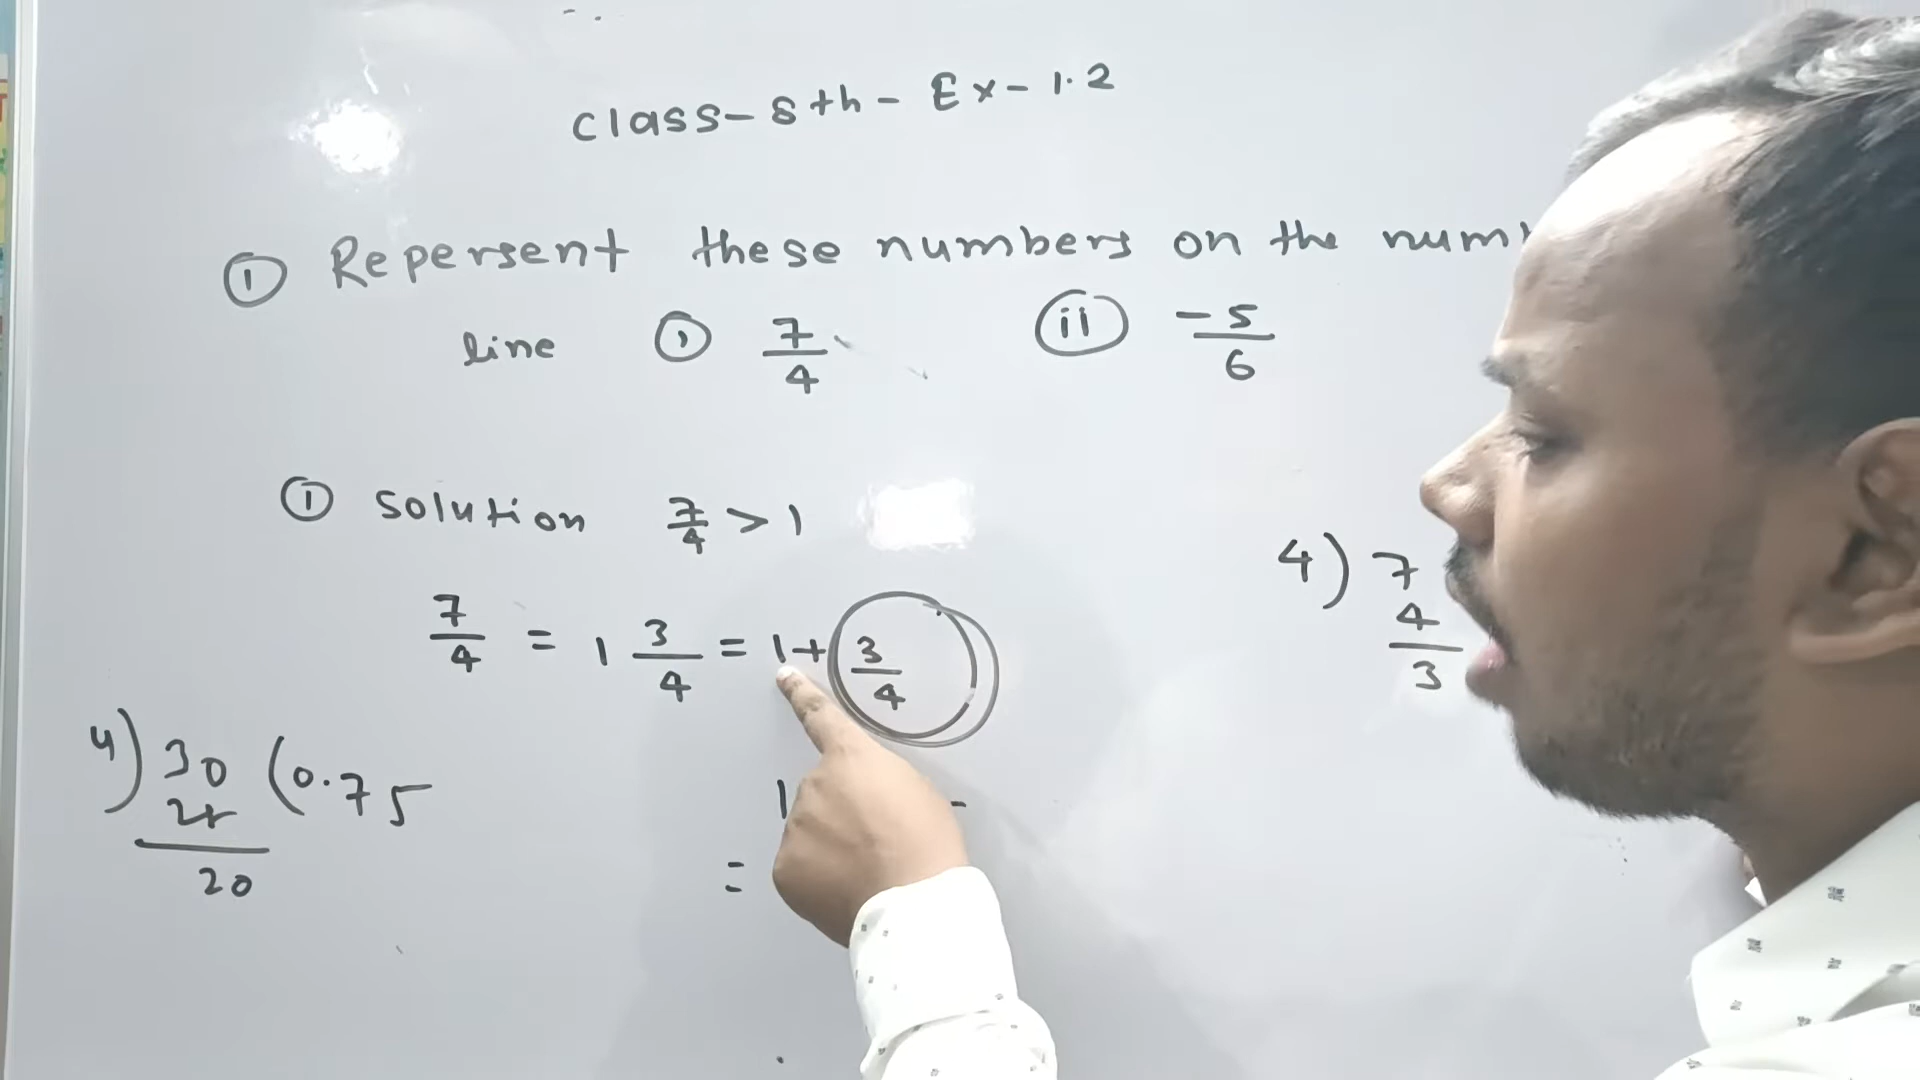 Class-8th-Ex-1.2
① Repersent these numbers on the num
line ① 7/4 (ii) -5/6
① solution 7/4 > 1
7/4 = 1 3/4 = 1+ 3/4
4) 7
4
3
4) 30 (0.75
28
20
1 -
=